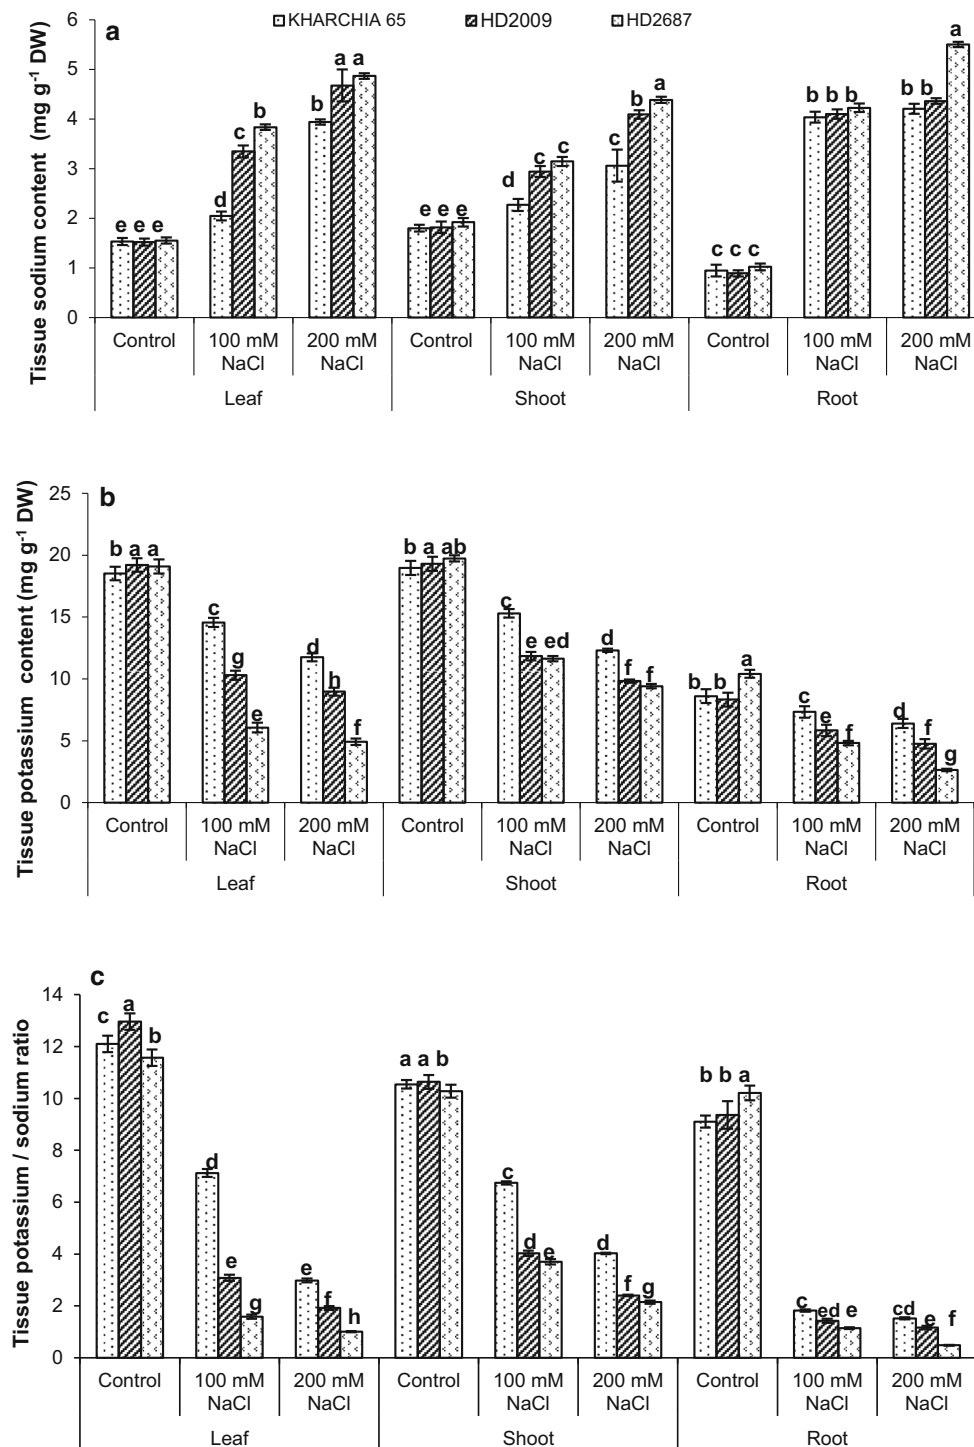 KHARCHIA 65 HD2009 HD2687
a
Tissue sodium content (mg g-1 DW)
6
5
4
3
2
1
0
e e e d c b b a a
e e e d c c c b a
c c c b b b b b a
Control 100 mM NaCl 200 mM NaCl Control 100 mM NaCl 200 mM NaCl Control 100 mM NaCl 200 mM NaCl
Leaf Shoot Root
b
Tissue potassium content (mg g-1 DW)
25
20
15
10
5
0
b a a c g e d h f
b a ab c e ed d f f
b b a c e f d f g
Control 100 mM NaCl 200 mM NaCl Control 100 mM NaCl 200 mM NaCl Control 100 mM NaCl 200 mM NaCl
Leaf Shoot Root
c
Tissue potassium / sodium ratio
14
12
10
8
6
4
2
0
c a b d e g e f h
a a b c d e d f g
b b a c ed e cd e f
Control 100 mM NaCl 200 mM NaCl Control 100 mM NaCl 200 mM NaCl Control 100 mM NaCl 200 mM NaCl
Leaf Shoot Root